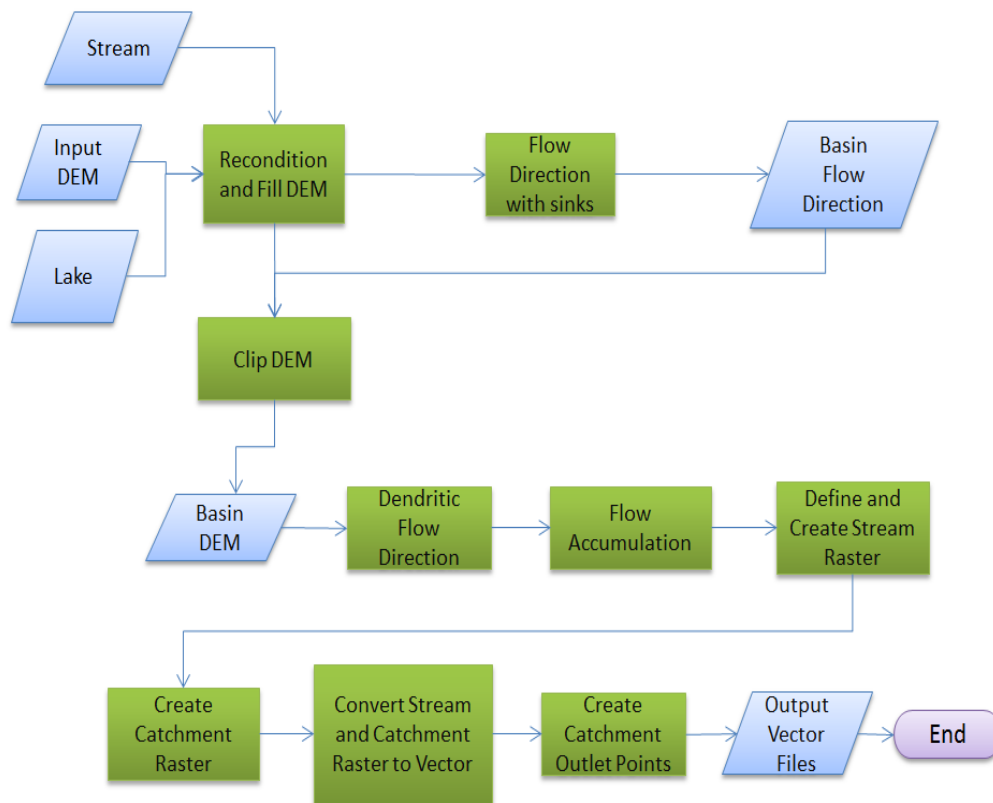 Stream
Input
DEM
Lake
Recondition
and Fill DEM
Flow
Direction
with sinks
Basin
Flow
Direction
Clip DEM
Basin
DEM
Dendritic
Flow
Direction
Flow
Accumulation
Define and
Create Stream
Raster
Create
Catchment
Raster
Convert Stream
and Catchment
Raster to Vector
Create
Catchment
Outlet Points
Output
Vector
Files
End